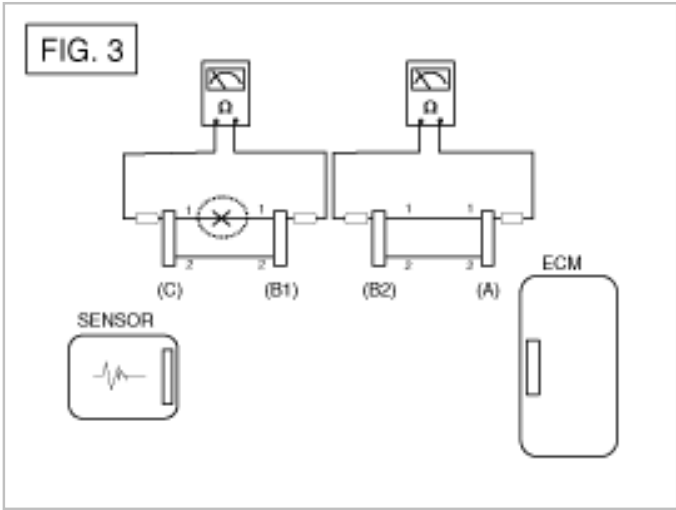 FIG. 3
Ω Ω
1 1 1 1
2 2 2 2
(C) (B1) (B2) (A)
ECM
SENSOR